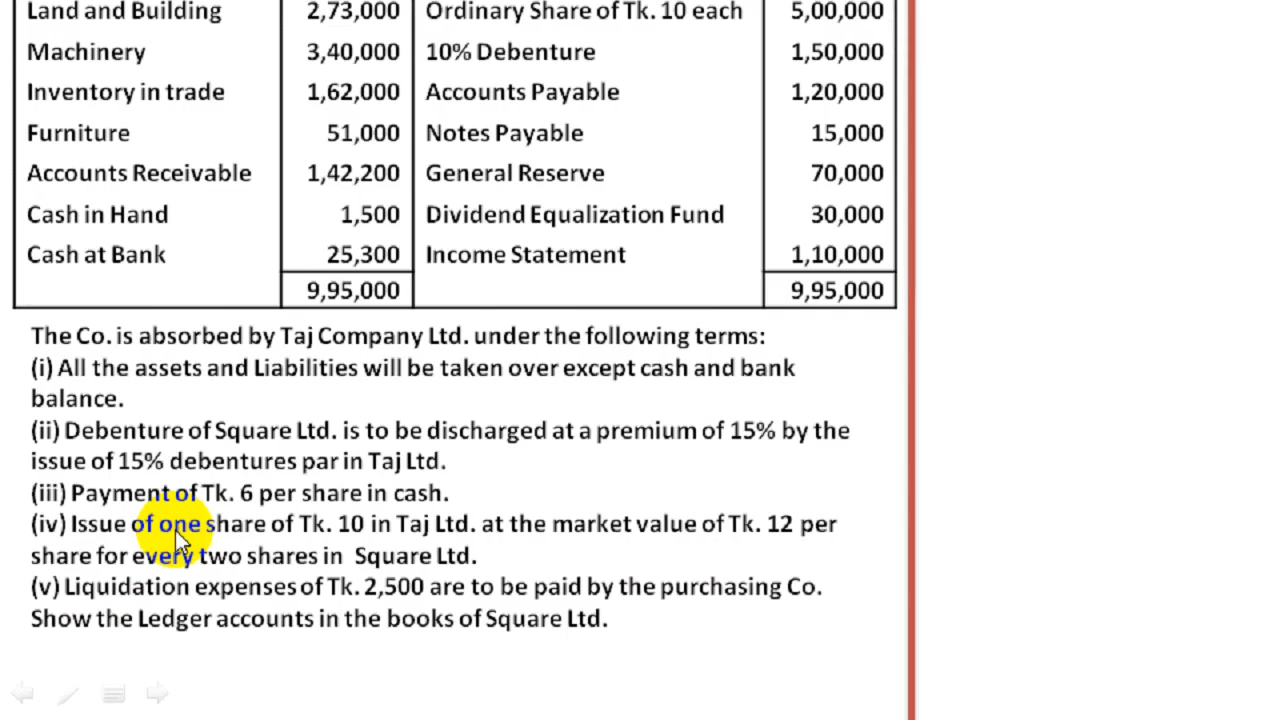 Land and Building 2,73,000 Ordinary Share of Tk. 10 each 5,00,000
Machinery 3,40,000 10% Debenture 1,50,000
Inventory in trade 1,62,000 Accounts Payable 1,20,000
Furniture 51,000 Notes Payable 15,000
Accounts Receivable 1,42,200 General Reserve 70,000
Cash in Hand 1,500 Dividend Equalization Fund 30,000
Cash at Bank 25,300 Income Statement 1,10,000
9,95,000 9,95,000
The Co. is absorbed by Taj Company Ltd. under the following terms:
(i) All the assets and Liabilities will be taken over except cash and bank
balance.
(ii) Debenture of Square Ltd. is to be discharged at a premium of 15% by the
issue of 15% debentures par in Taj Ltd.
(iii) Payment of Tk. 6 per share in cash.
(iv) Issue of one share of Tk. 10 in Taj Ltd. at the market value of Tk. 12 per
share for every two shares in Square Ltd.
(v) Liquidation expenses of Tk. 2,500 are to be paid by the purchasing Co.
Show the Ledger accounts in the books of Square Ltd.